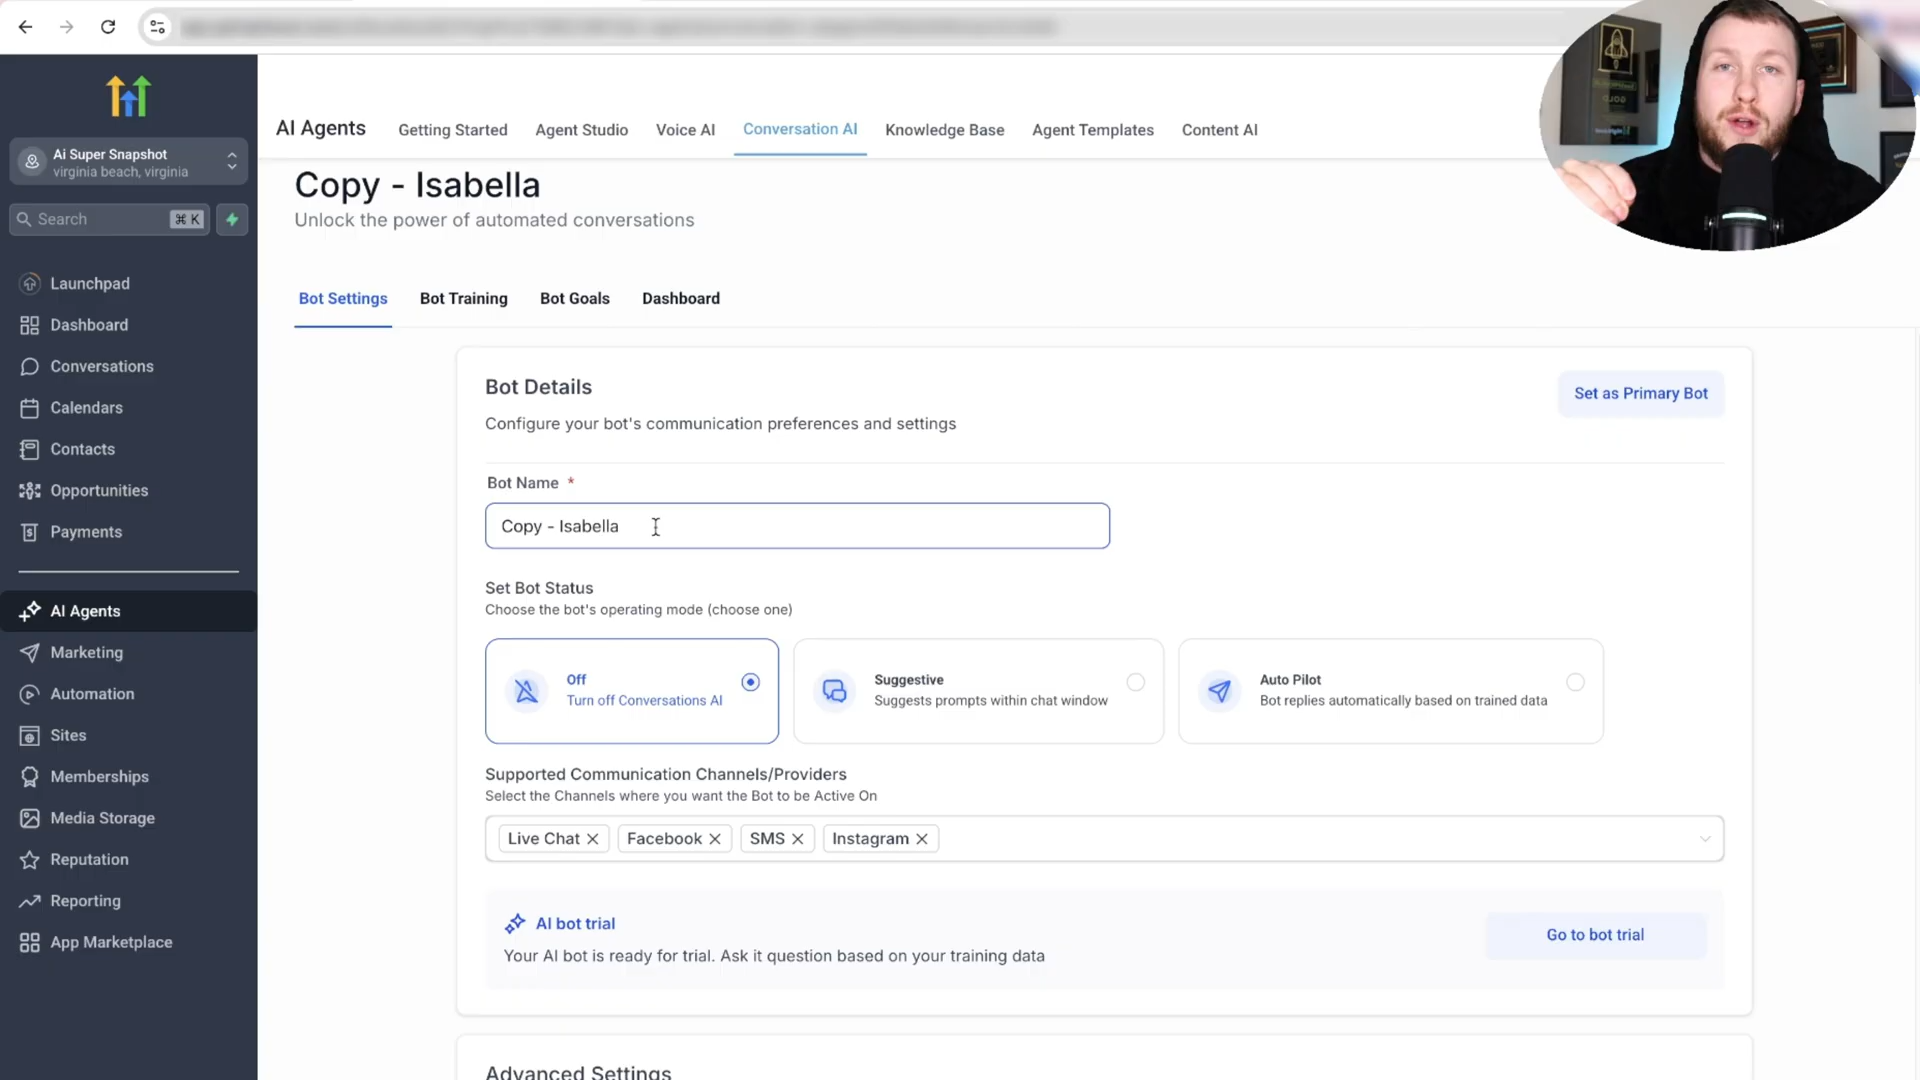 Ai Super Snapshot
virginia beach, virginia
Search
⌘ K
Launchpad
Dashboard
Conversations
Calendars
Contacts
Opportunities
Payments
AI Agents
Marketing
Automation
Sites
Memberships
Media Storage
Reputation
Reporting
App Marketplace
AI Agents
Getting Started
Agent Studio
Voice AI
Conversation AI
Knowledge Base
Agent Templates
Content AI
Copy - Isabella
Unlock the power of automated conversations
Bot Settings
Bot Training
Bot Goals
Dashboard
Bot Details
Configure your bot's communication preferences and settings
Set as Primary Bot
Bot Name *
Copy - Isabella
Set Bot Status
Choose the bot's operating mode (choose one)
Off
Turn off Conversations AI
Suggestive
Suggests prompts within chat window
Auto Pilot
Bot replies automatically based on trained data
Supported Communication Channels/Providers
Select the Channels where you want the Bot to be Active On
Live Chat
Facebook
SMS
Instagram
AI bot trial
Your AI bot is ready for trial. Ask it question based on your training data
Go to bot trial
Advanced Settings